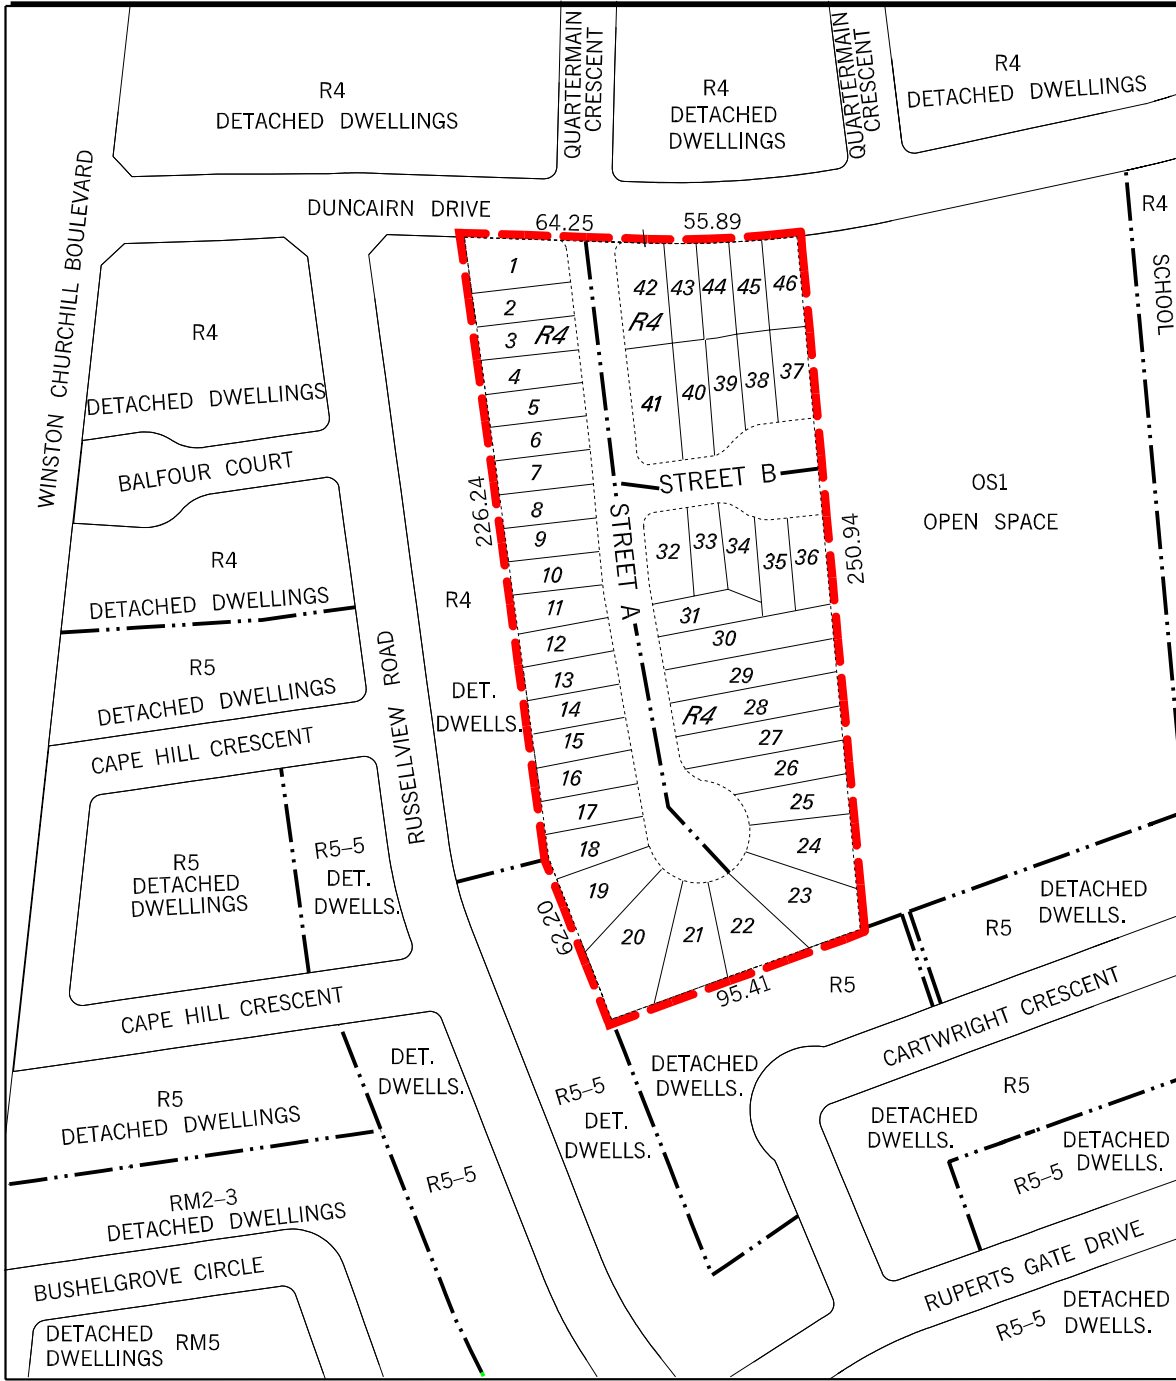 QUARTERMAIN
CRESCENT
QUARTERMAIN
CRESCENT
R4
DETACHED DWELLINGS
R4
DETACHED
DWELLINGS
R4
DETACHED DWELLINGS
WINSTON CHURCHILL BOULEVARD
DUNCAIRN DRIVE
64.25
55.89
R4
SCHOOL
R4
DETACHED DWELLINGS
BALFOUR COURT
R4
DETACHED DWELLINGS
R5
DETACHED DWELLINGS
CAPE HILL CRESCENT
RUSSELLVIEW ROAD
R4
DET.
DWELLS.
226.24
1
2
3
R4
4
5
6
7
8
9
10
11
12
13
14
15
16
17
18
19
20
21
22
23
24
25
26
27
28
R4
29
30
31
32
33
34
35
36
42
43
44
45
46
R4
41
40
39
38
37
STREET A
STREET B
250.94
OS1
OPEN SPACE
R5
DETACHED
DWELLINGS
R5-5
DET.
DWELLS.
62.20
95.41
R5
R5
DETACHED
DWELLS.
CAPE HILL CRESCENT
CARTWRIGHT CRESCENT
DET.
DWELLS.
R5-5
R5
DETACHED DWELLINGS
DETACHED
DWELLS.
R5-5
DET.
DWELLS.
R5
DETACHED
DWELLS.
DETACHED
DWELLS.
R5-5
RM2-3
DETACHED DWELLINGS
BUSHELGROVE CIRCLE
DETACHED
DWELLINGS
RM5
RUPERTS GATE DRIVE
R5-5
DETACHED
DWELLS.